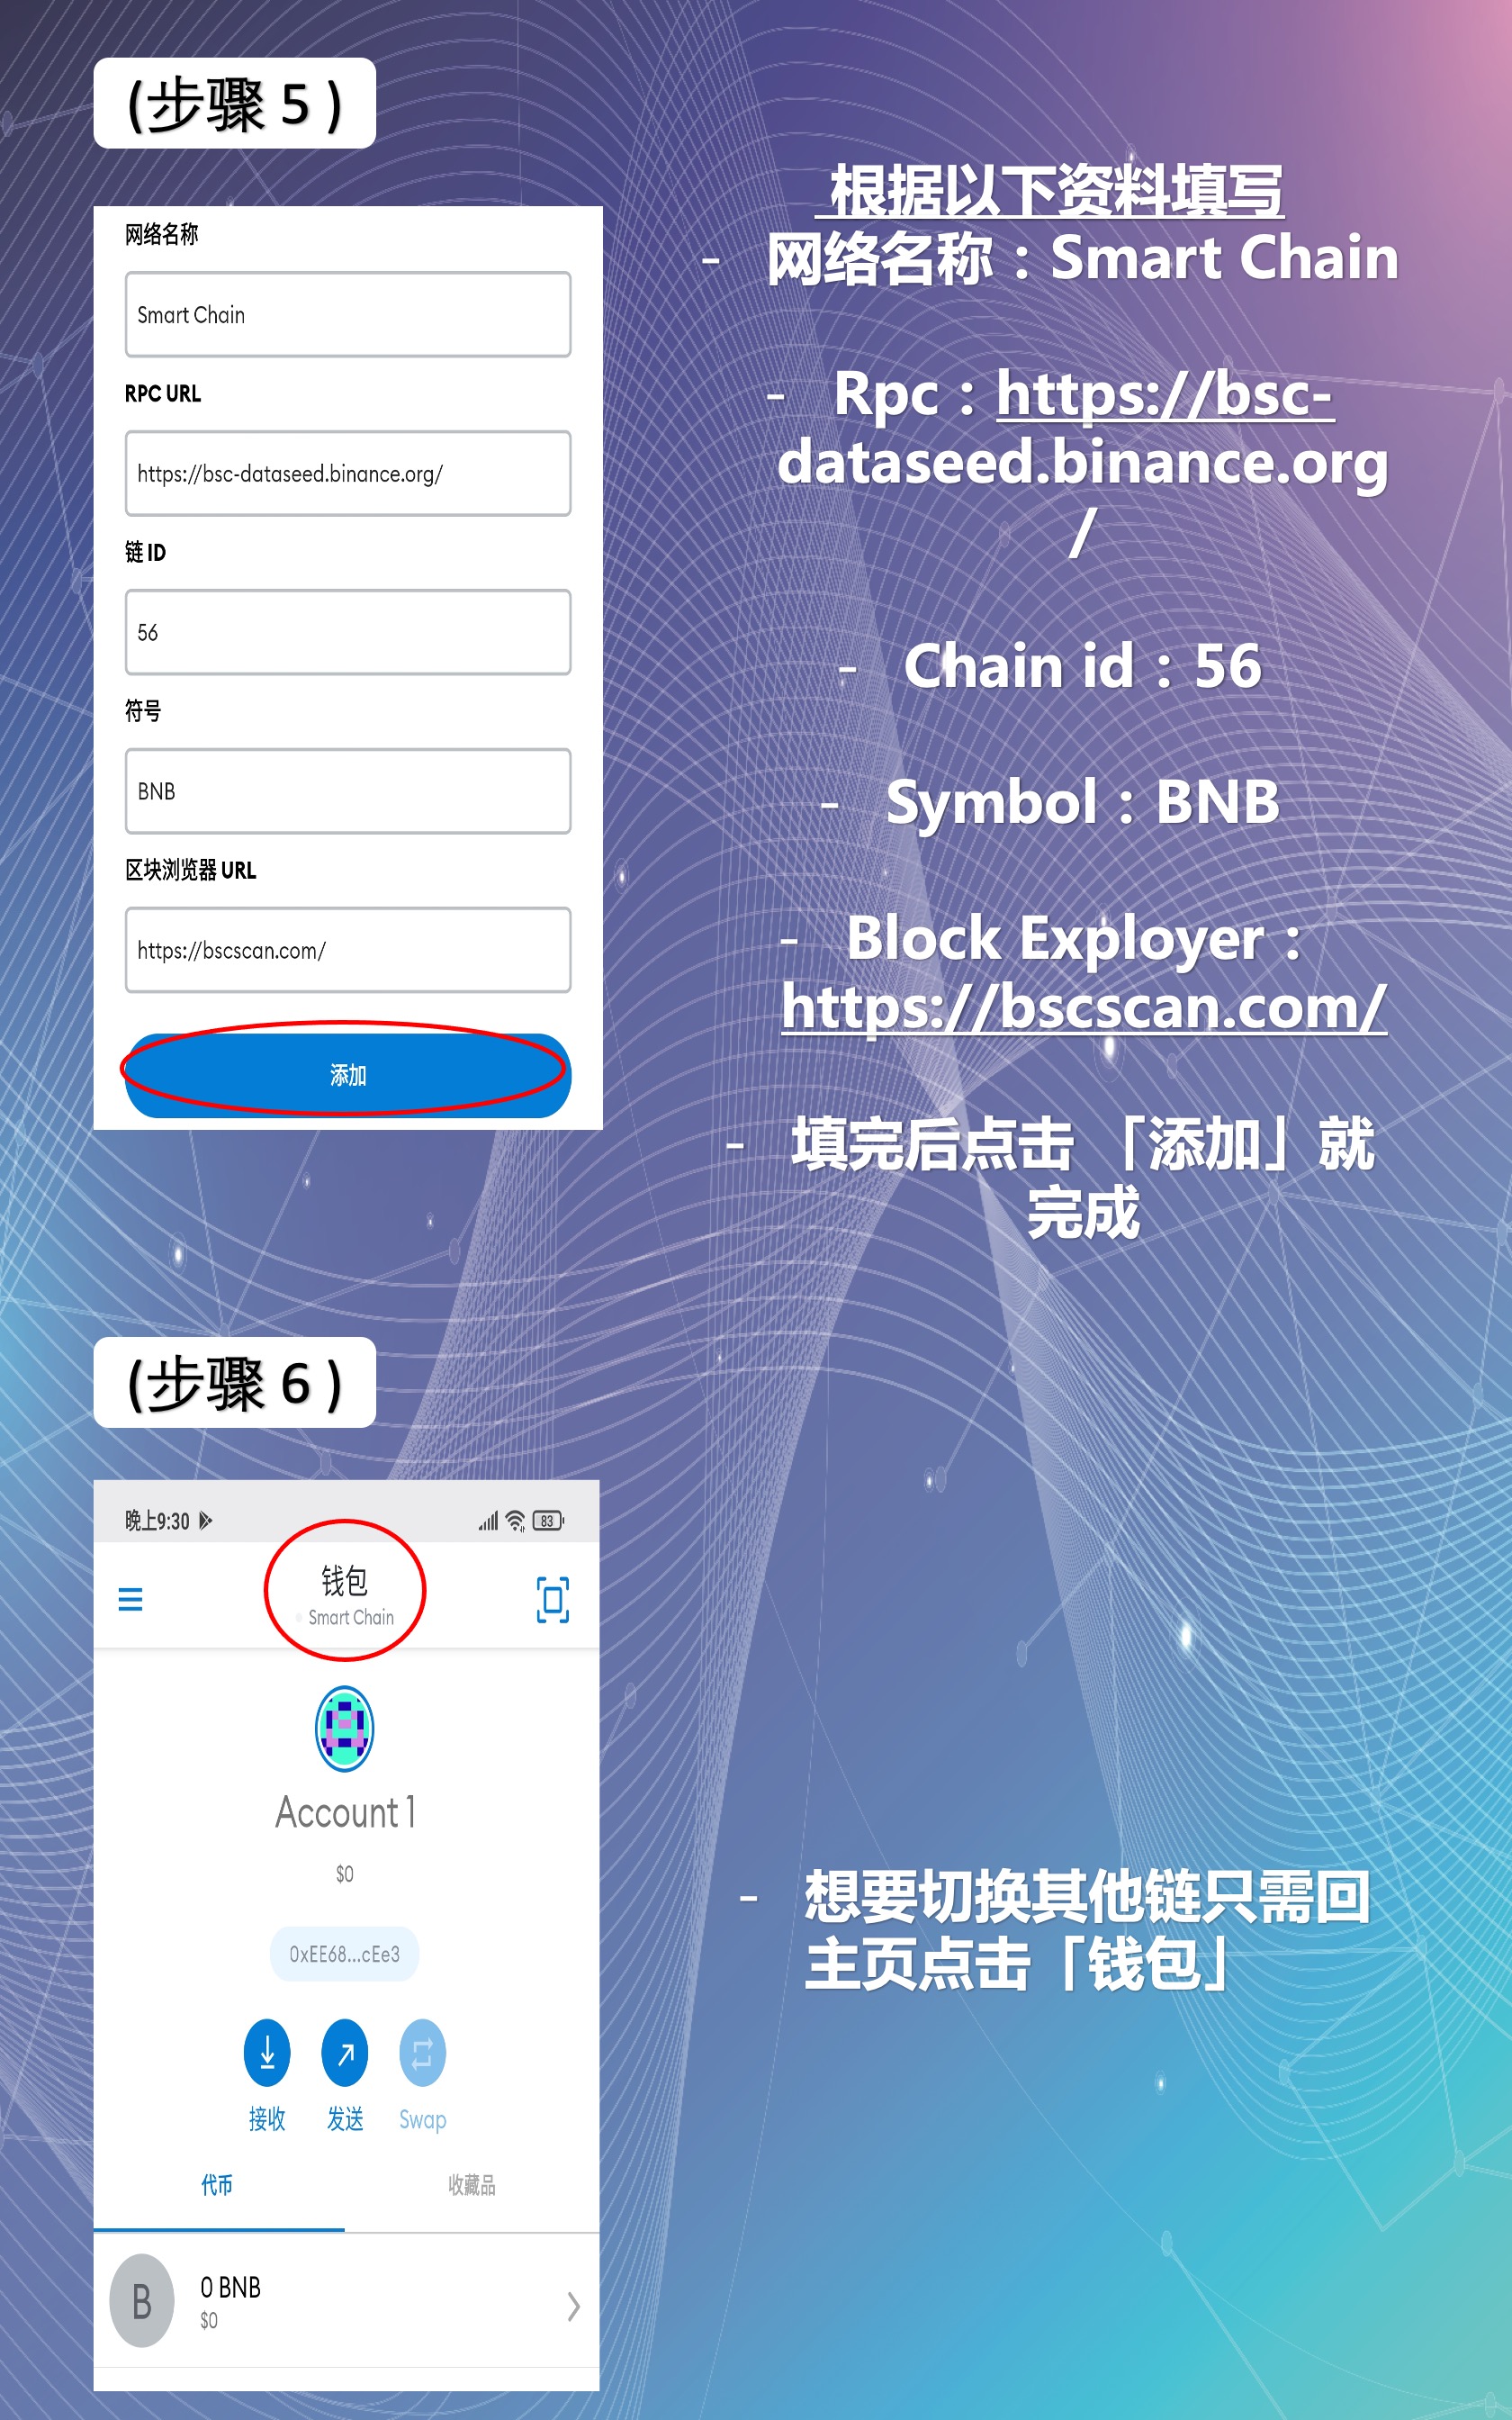 (步骤 5 )
网络名称
Smart Chain
RPC URL
https://bsc-dataseed.binance.org/
链 ID
56
符号
BNB
区块浏览器 URL
https://bscscan.com/
添加
根据以下资料填写
- 网络名称：Smart Chain
- Rpc：https://bsc-
dataseed.binance.org
/
- Chain id：56
- Symbol：BNB
- Block Exployer：
https://bscscan.com/
- 填完后点击 「添加」就
完成
(步骤 6 )
晚上9:30
83
钱包
Smart Chain
Account 1
$0
0xEE68...cEe3
接收 发送 Swap
代币 收藏品
B
0 BNB
$0
- 想要切换其他链只需回
主页点击「钱包」